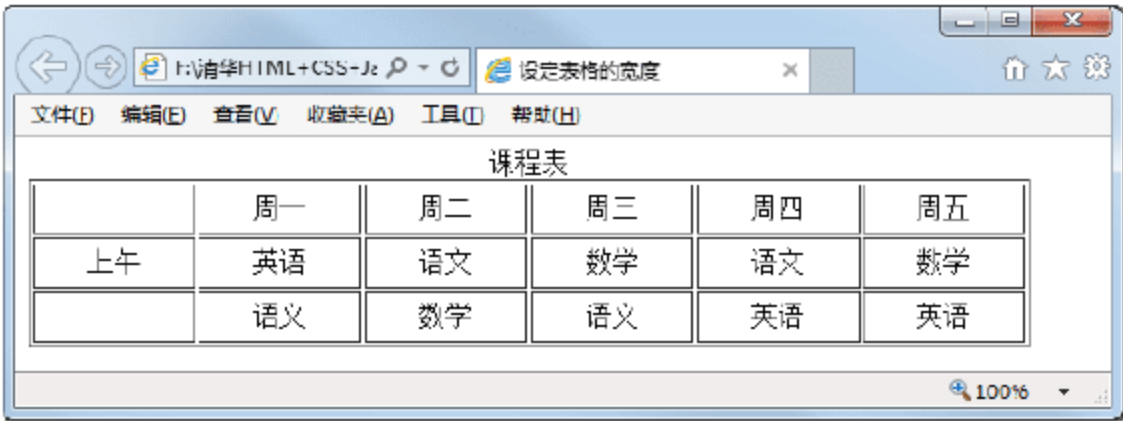 F:\清华HTML+CSS+Ja
设定表格的宽度
文件(F) 编辑(E) 查看(V) 收藏夹(A) 工具(T) 帮助(H)
课程表
周一 周二 周三 周四 周五
上午 英语 语文 数学 语文 数学
语文 数学 语文 英语 英语
100%